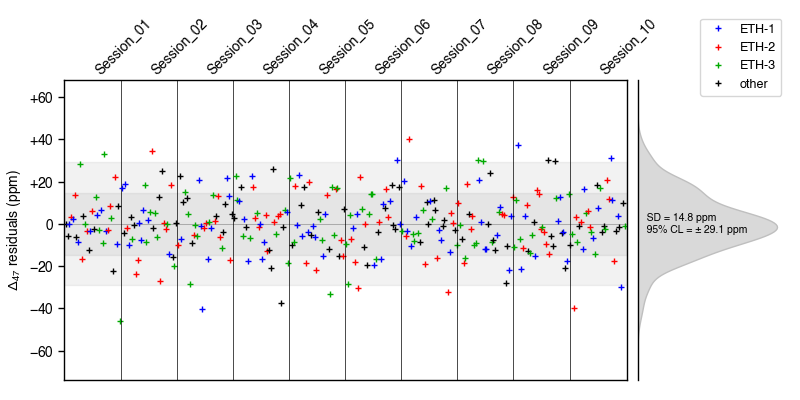 Session_01
Session_02
Session_03
Session_04
Session_05
Session_06
Session_07
Session_08
Session_09
Session_10
ETH-1
ETH-2
ETH-3
other
Δ47 residuals (ppm)
+60
+40
+20
0
−20
−40
−60
SD = 14.8 ppm
95% CL = ± 29.1 ppm